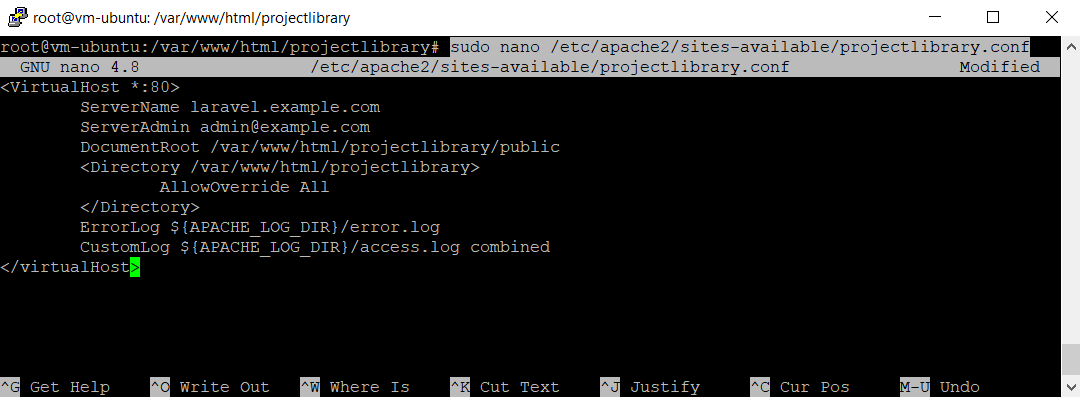 root@vm-ubuntu: /var/www/html/projectlibrary
root@vm-ubuntu:/var/www/html/projectlibrary# sudo nano /etc/apache2/sites-available/projectlibrary.conf
GNU nano 4.8 /etc/apache2/sites-available/projectlibrary.conf Modified
<VirtualHost *:80>
ServerName laravel.example.com
ServerAdmin admin@example.com
DocumentRoot /var/www/html/projectlibrary/public
<Directory /var/www/html/projectlibrary>
AllowOverride All
</Directory>
ErrorLog ${APACHE_LOG_DIR}/error.log
CustomLog ${APACHE_LOG_DIR}/access.log combined
</virtualHost>
^G Get Help ^O Write Out ^W Where Is ^K Cut Text ^J Justify ^C Cur Pos M-U Undo